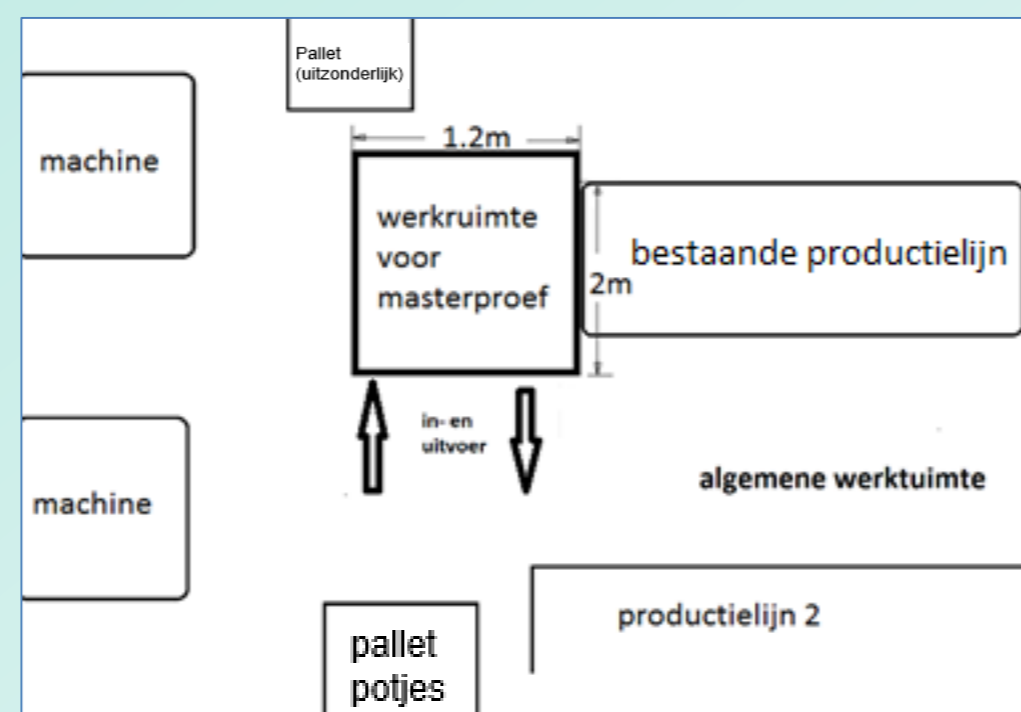 Pallet
(uitzonderlijk)
1.2m
machine
werkruimte
voor
masterproef
bestaande productielijn
2m
in- en
uitvoer
algemene werktuimte
machine
productielijn 2
pallet
potjes